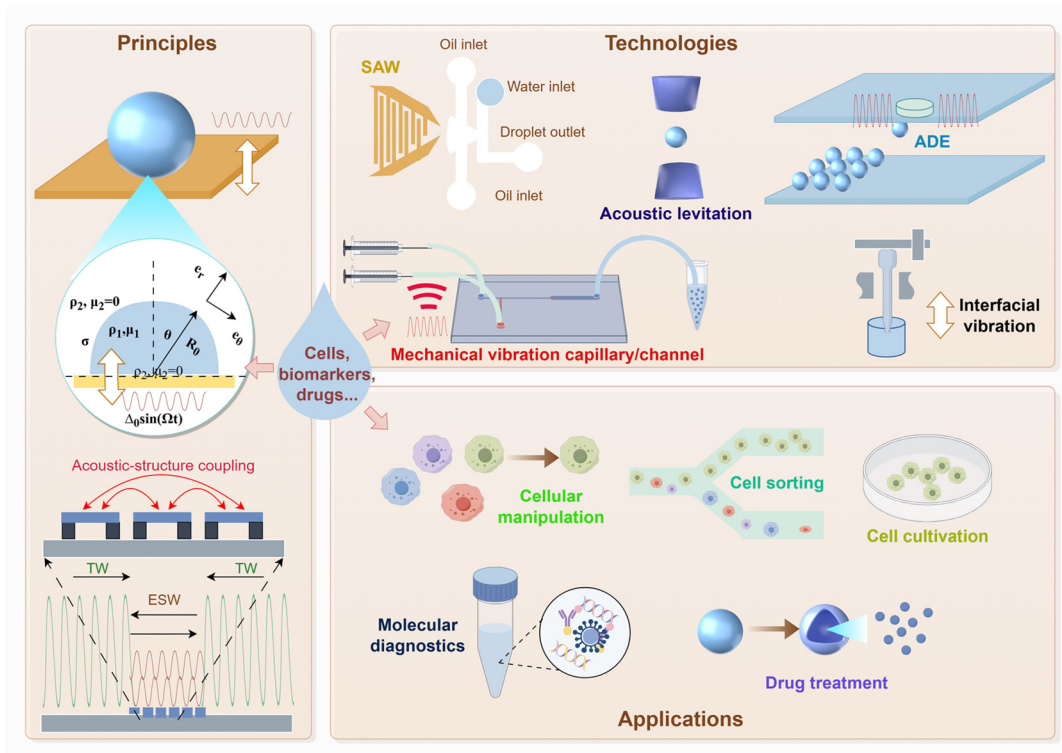 Principles
ρ₂, μ₂=0
e_r
ρ₁,μ₁
θ
R₀
e_θ
σ
ρ₂, μ₂=0
Δ₀sin(Ωt)
Acoustic-structure coupling
TW
TW
ESW
Cells,
biomarkers,
drugs...
Technologies
SAW
Oil inlet
Water inlet
Droplet outlet
Oil inlet
Acoustic levitation
ADE
Mechanical vibration capillary/channel
Interfacial
vibration
Cellular
manipulation
Cell sorting
Cell cultivation
Molecular
diagnostics
Drug treatment
Applications